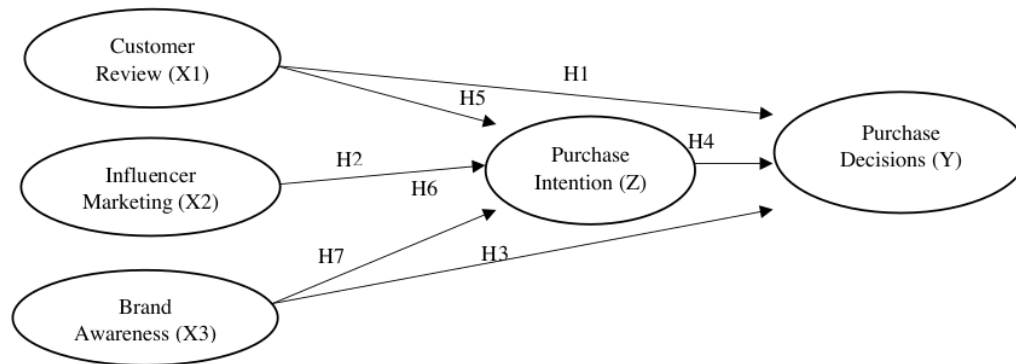 Customer
Review (X1)
H1
H5
Influencer
Marketing (X2)
H2
H6
Purchase
Intention (Z)
H4
Purchase
Decisions (Y)
H7
H3
Brand
Awareness (X3)